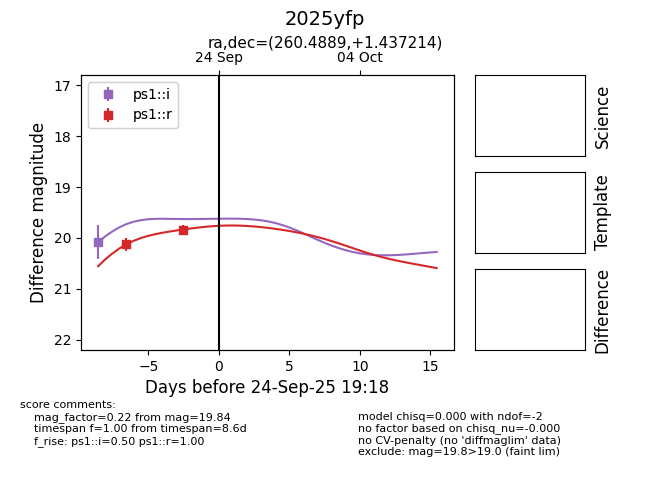 2025yfp
ra,dec=(260.4889,+1.437214)
24 Sep
04 Oct
17
18
19
20
21
22
Difference magnitude
ps1::i
ps1::r
−5
0
5
10
15
Days before 24-Sep-25 19:18
Science
Template
Difference
score comments:
mag_factor=0.22 from mag=19.84
timespan f=1.00 from timespan=8.6d
f_rise: ps1::i=0.50 ps1::r=1.00
model chisq=0.000 with ndof=-2
no factor based on chisq_nu=-0.000
no CV-penalty (no 'diffmaglim' data)
exclude: mag=19.8>19.0 (faint lim)